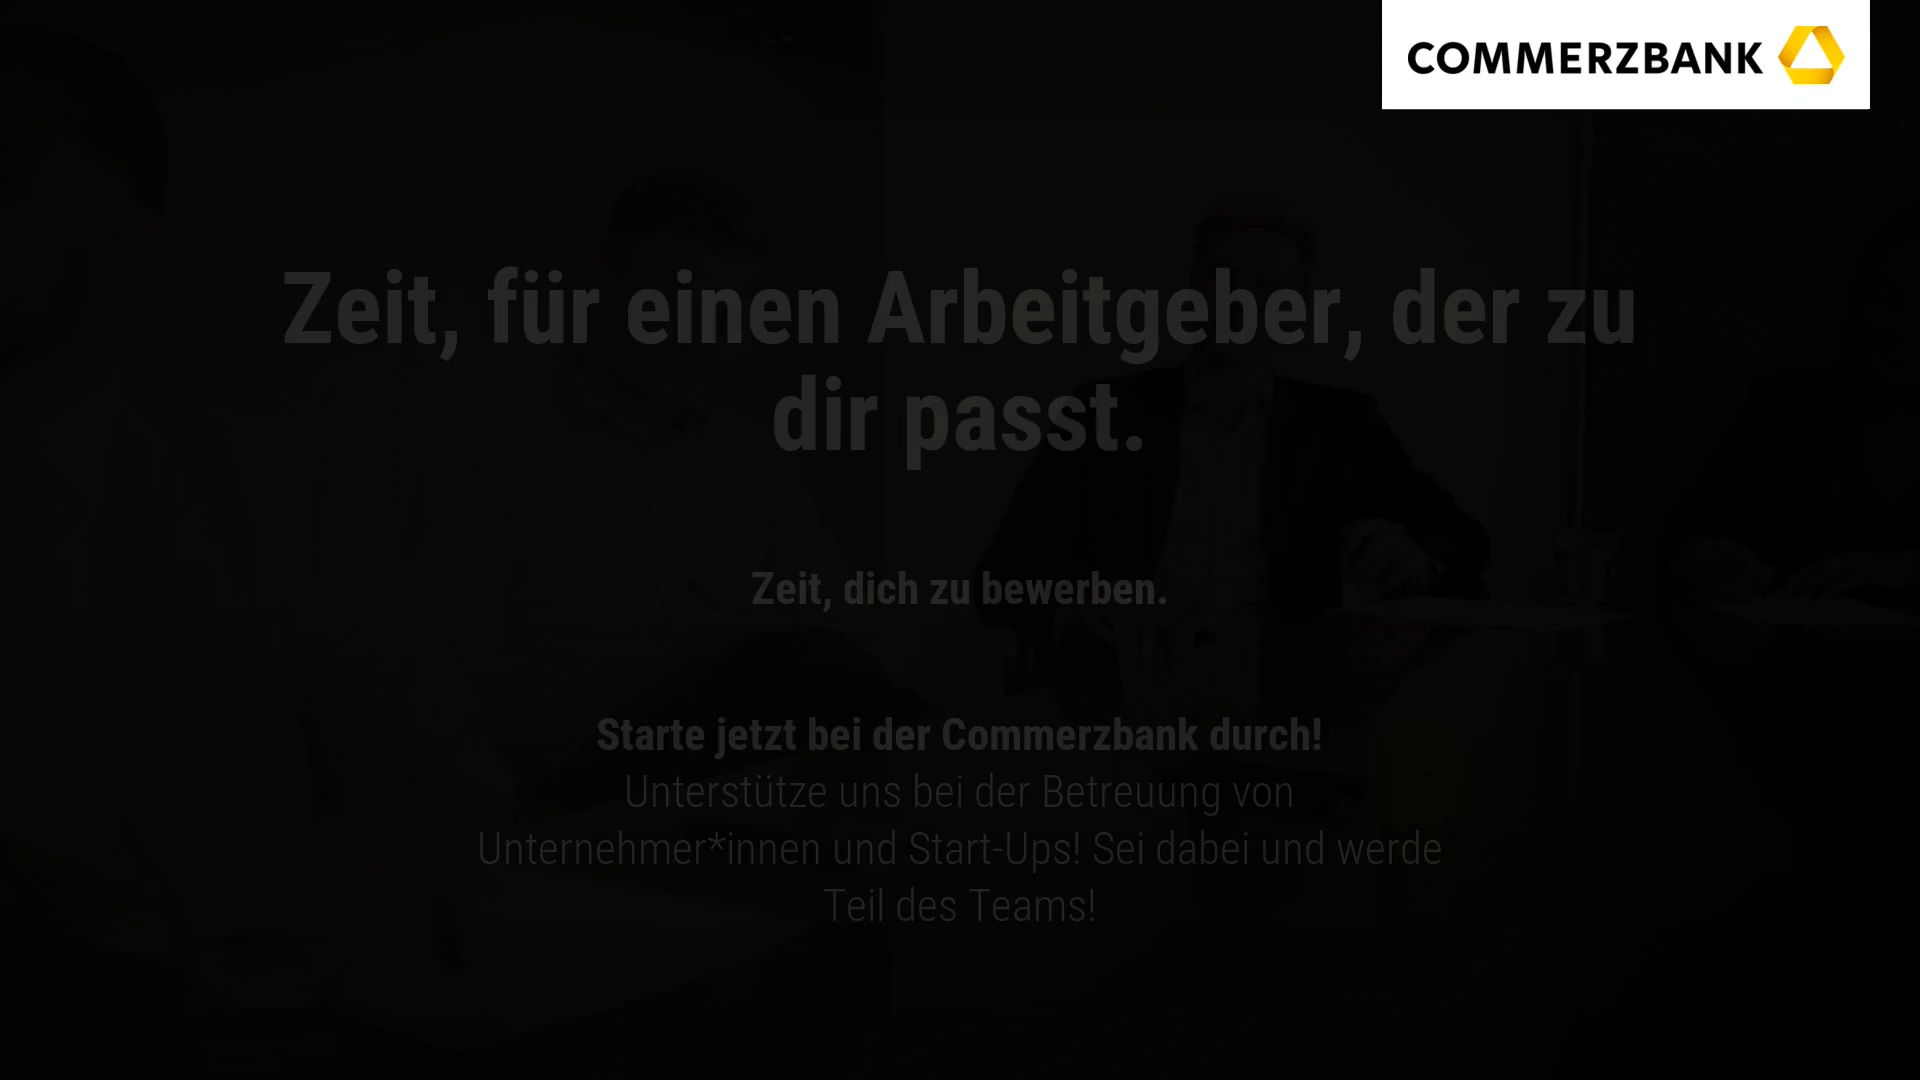 COMMERZBANK
Zeit, für einen Arbeitgeber, der zu
dir passt.
Zeit, dich zu bewerben.
Starte jetzt bei der Commerzbank durch!
Unterstütze uns bei der Betreuung von
Unternehmer*innen und Start-Ups! Sei dabei und werde
Teil des Teams!